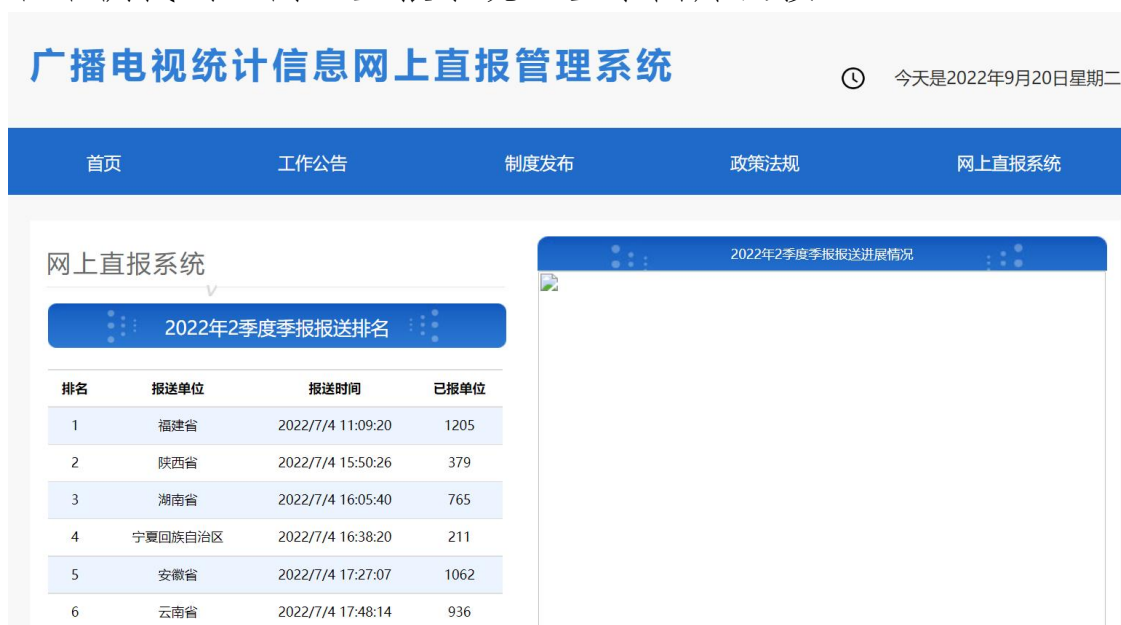 广播电视统计信息网上直报管理系统
今天是2022年9月20日星期二
首页 工作公告 制度发布 政策法规 网上直报系统
网上直报系统
2022年2季度季报报送进展情况
2022年2季度季报报送排名
排名 报送单位 报送时间 已报单位
1 福建省 2022/7/4 11:09:20 1205
2 陕西省 2022/7/4 15:50:26 379
3 湖南省 2022/7/4 16:05:40 765
4 宁夏回族自治区 2022/7/4 16:38:20 211
5 安徽省 2022/7/4 17:27:07 1062
6 云南省 2022/7/4 17:48:14 936